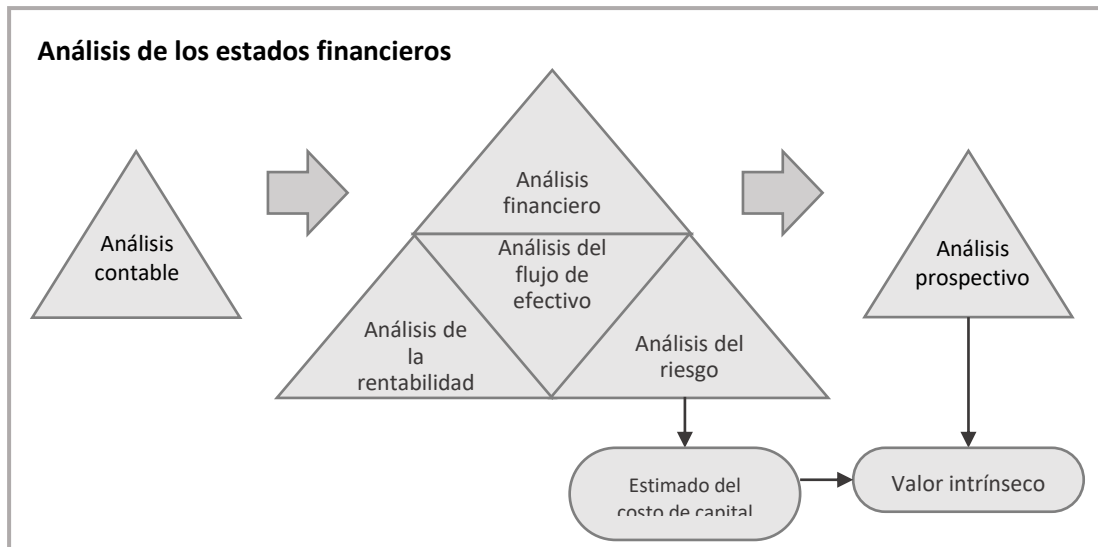 Análisis de los estados financieros
Análisis
contable
Análisis
financiero
Análisis del
flujo de
efectivo
Análisis de
la
rentabilidad
Análisis del
riesgo
Análisis
prospectivo
Estimado del
costo de capital
Valor intrínseco